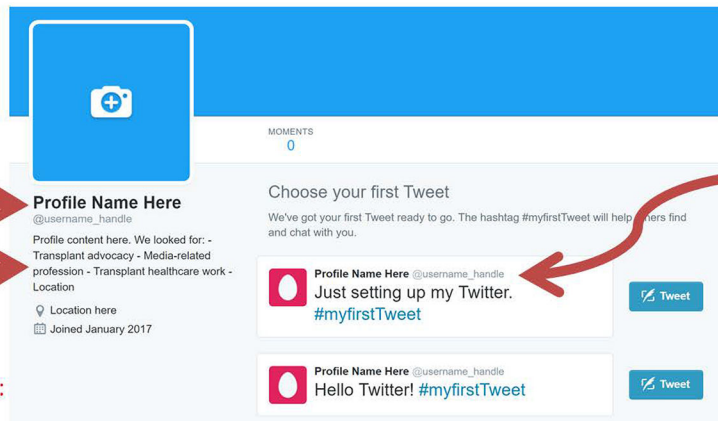 MOMENTS
0
Profile Name Here
@username_handle
Profile content here. We looked for: -
Transplant advocacy - Media-related
profession - Transplant healthcare work -
Location
Location here
Joined January 2017
Choose your first Tweet
We've got your first Tweet ready to go. The hashtag #myfirstTweet will help hers find
and chat with you.
Profile Name Here @username_handle
Just setting up my Twitter.
#myfirstTweet
Tweet
Profile Name Here @username_handle
Hello Twitter! #myfirstTweet
Tweet
: